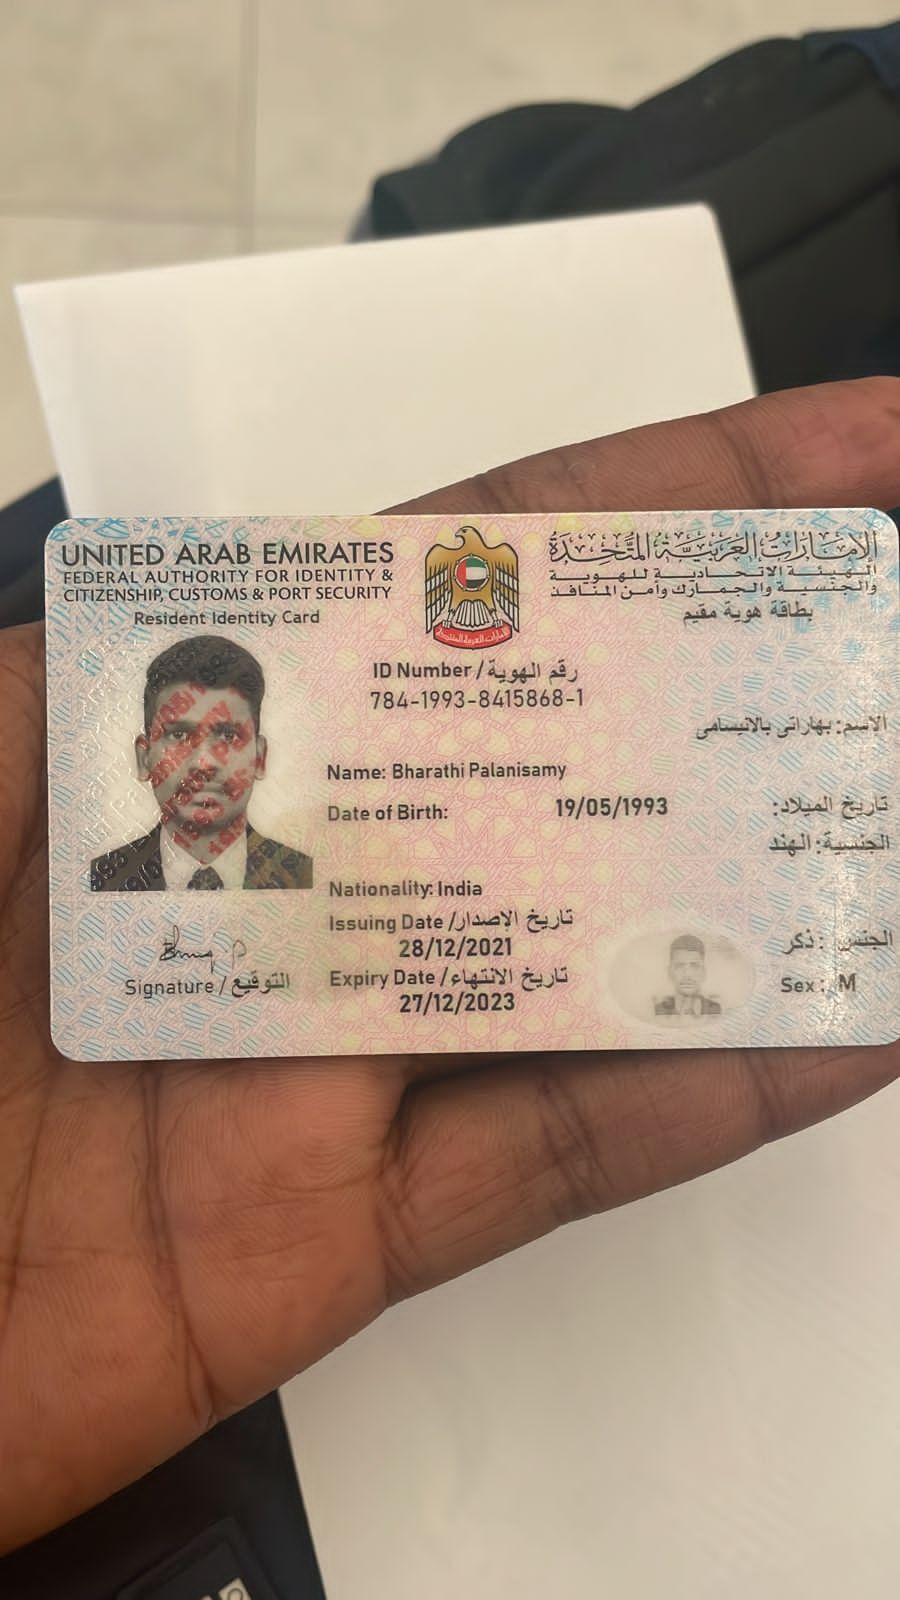 UNITED ARAB EMIRATES
FEDERAL AUTHORITY FOR IDENTITY &
CITIZENSHIP, CUSTOMS & PORT SECURITY
Resident Identity Card
الإمارات العربية المتحدة
الهيئة الاتحادية للهوية
والجنسية والجمارك وأمن المنافذ
بطاقة هوية مقيم
ID Number / رقم الهوية
784-1993-8415868-1
الاسم: بهاراتى بالانيسامى
Name: Bharathi Palanisamy
Date of Birth: 19/05/1993 تاريخ الميلاد:
الجنسية: الهند
Nationality: India
Issuing Date / تاريخ الإصدار
28/12/2021
Expiry Date / تاريخ الانتهاء
27/12/2023
الجنس: ذكر
Sex: M
Signature / التوقيع